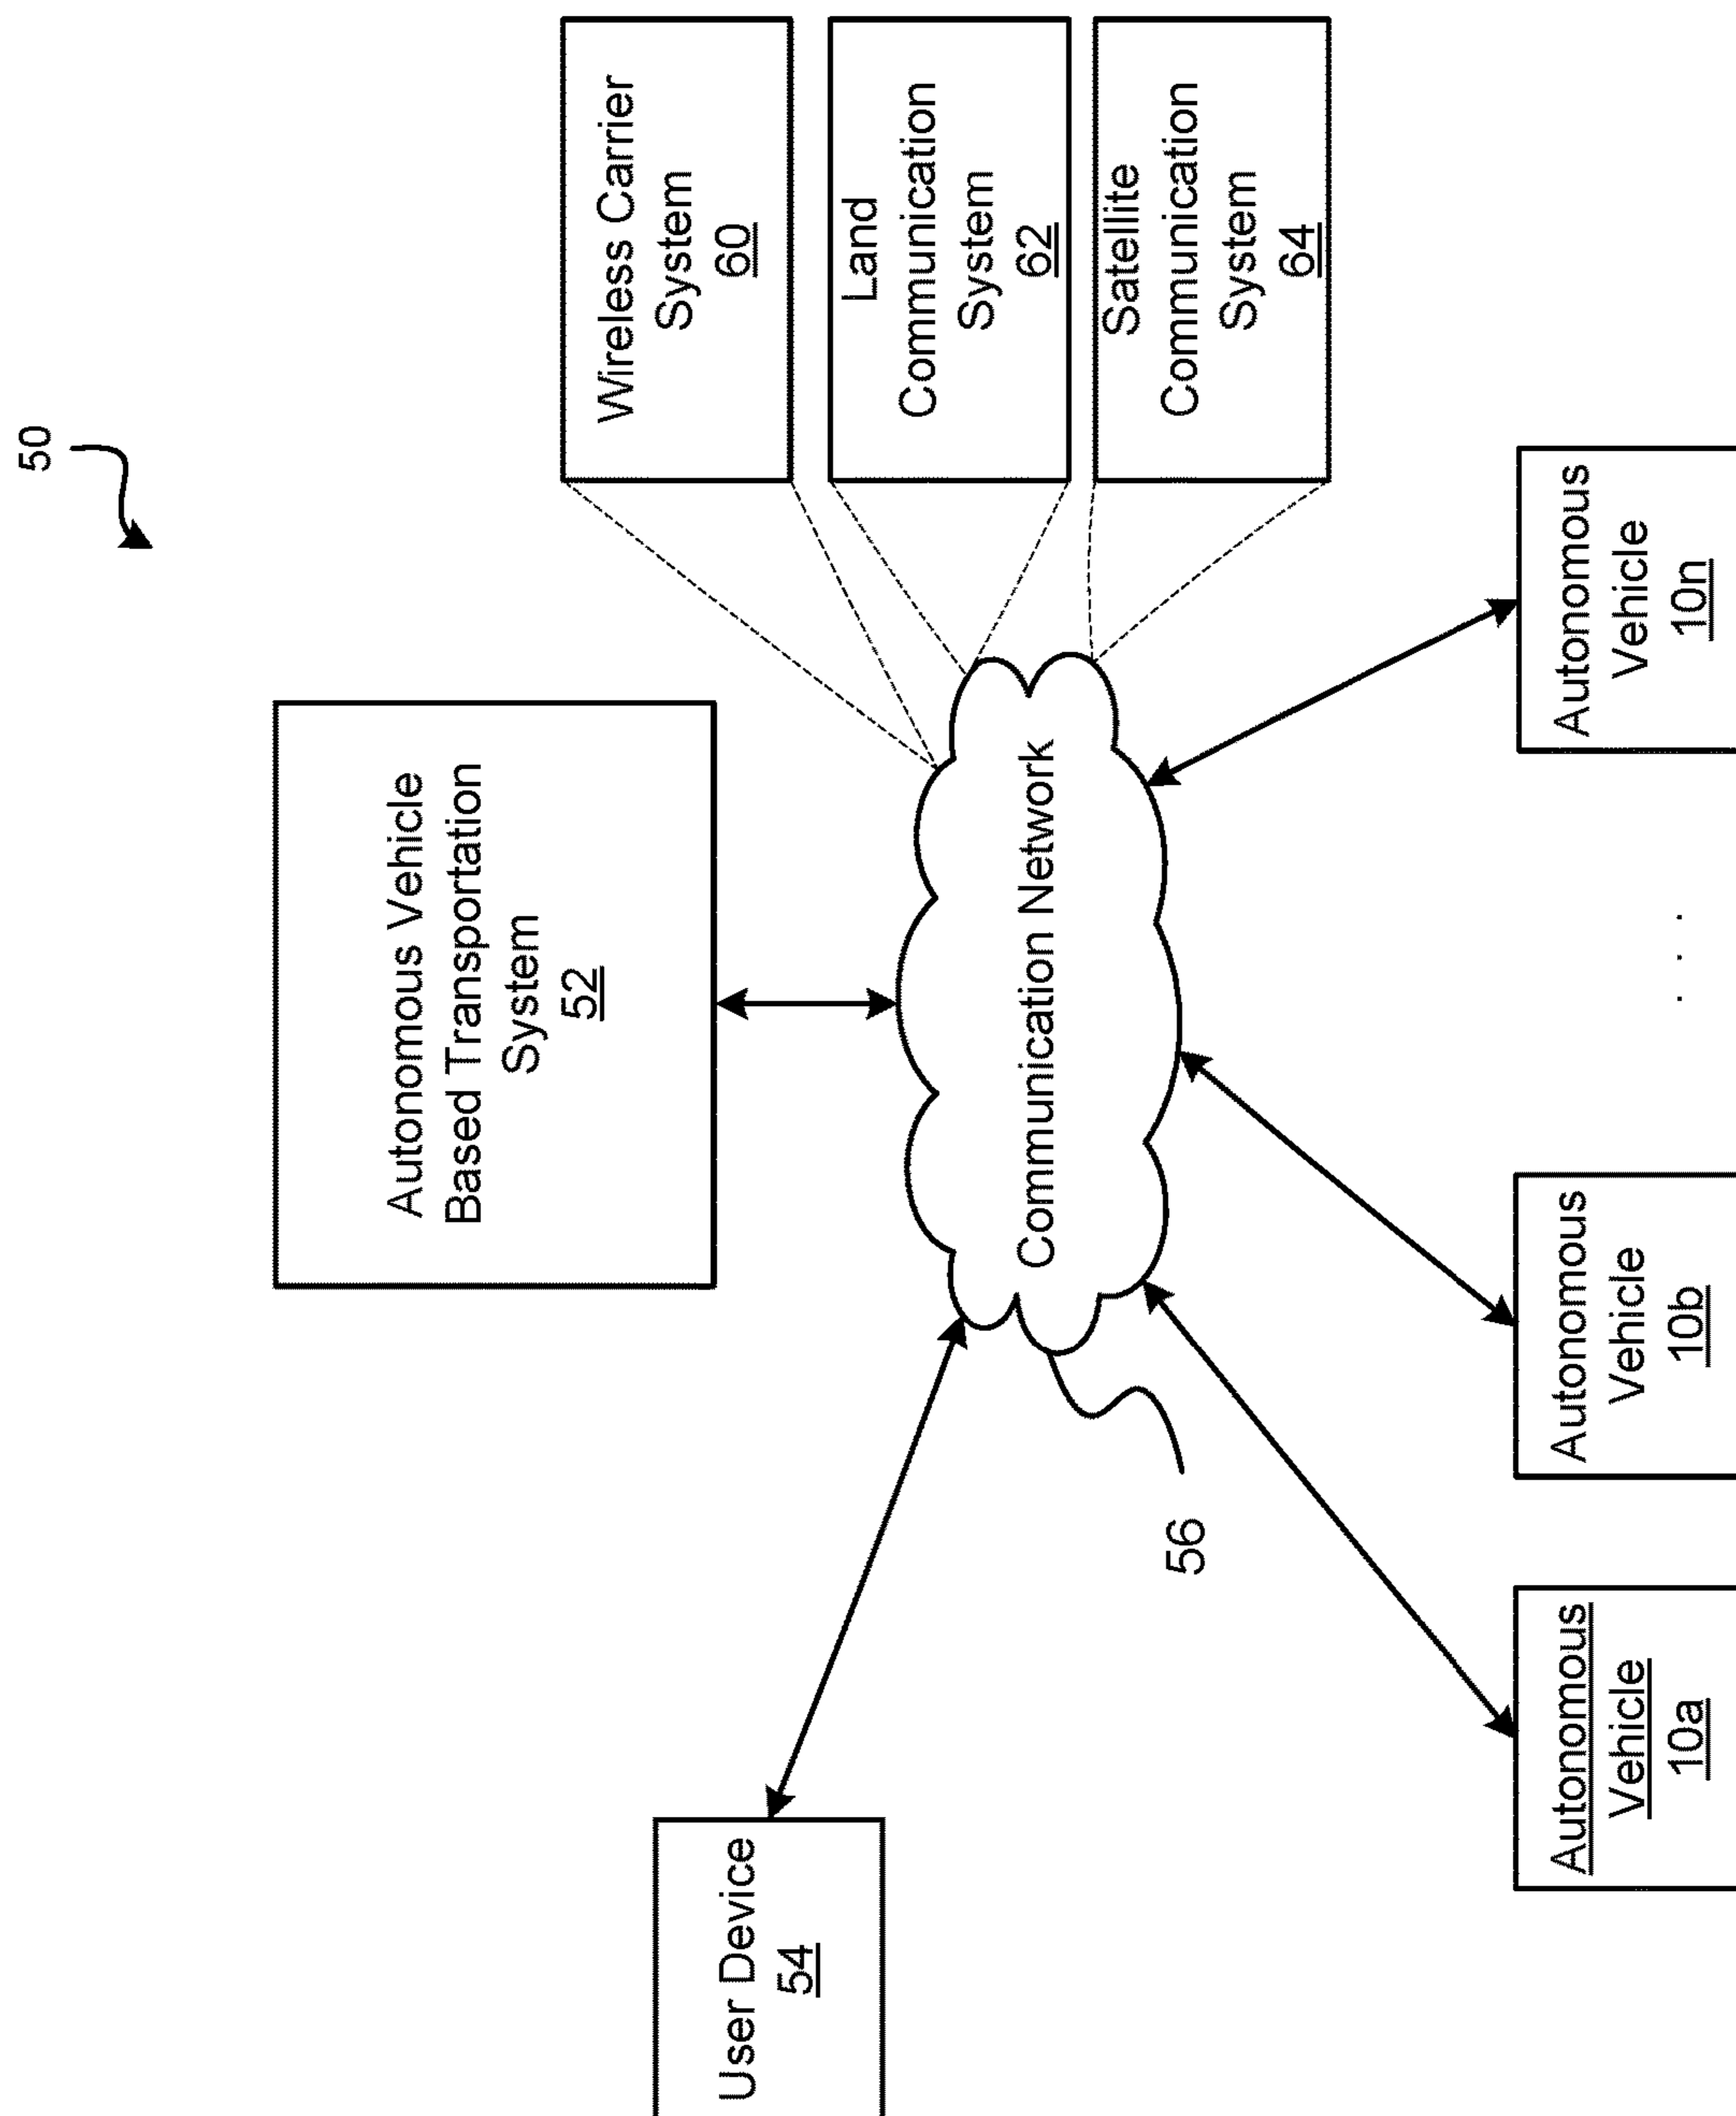 50
Autonomous Vehicle
Based Transportation
System
52
User Device
54
Wireless Carrier
System
60
Land
Communication
System
62
Satellite
Communication
System
64
Communication Network
56
Autonomous
Vehicle
10a
Autonomous
Vehicle
10b
. . .
Autonomous
Vehicle
10n